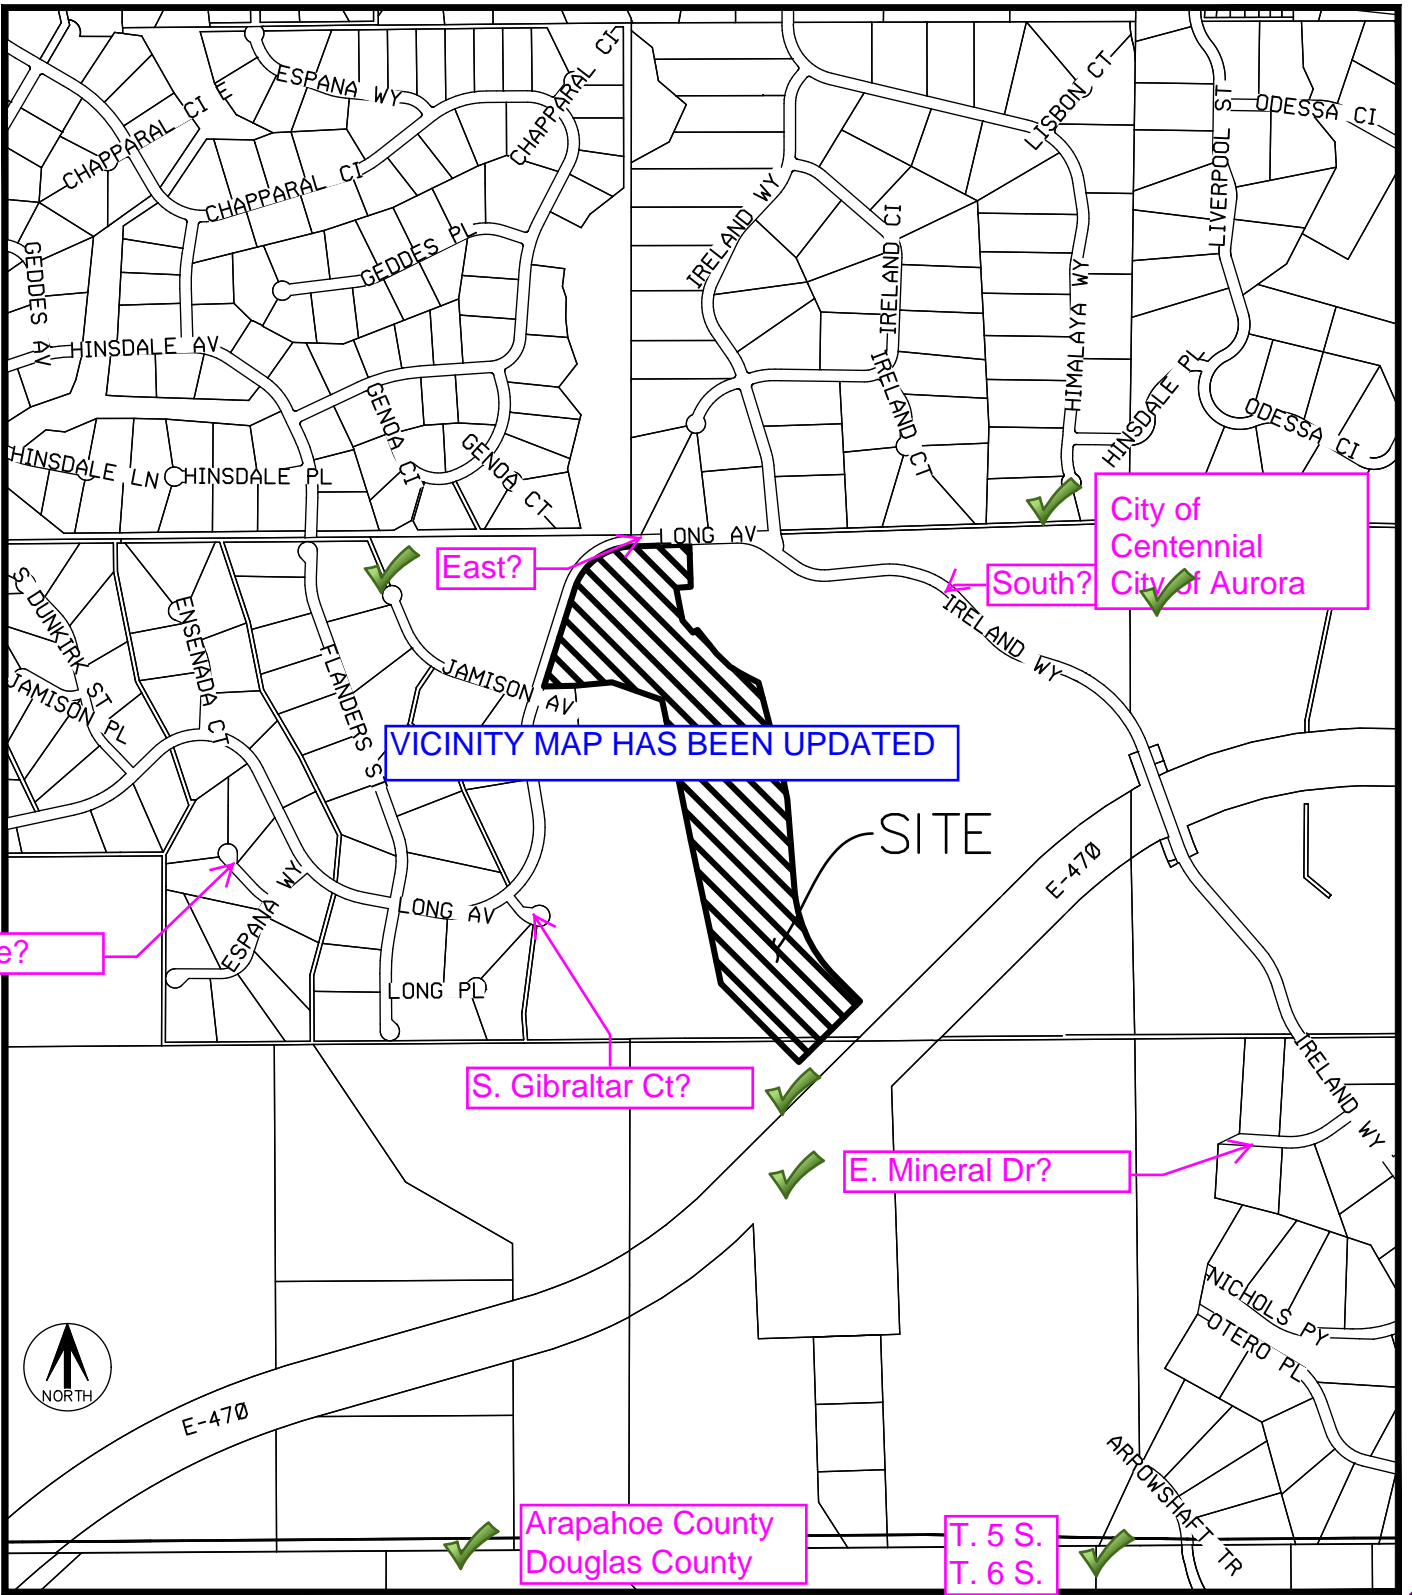 ESPANA WY
CHAPPARAL CI
CHAPPARAL CI E
CHAPPARAL CI
LISBON CT
LIVERPOOL ST
ODESSA CI
GEDDES AV
GEDDES PL
IRELAND WY
IRELAND CI
HIMALAYA WY
HINSDALE AV
IRELAND CT
HINSDALE PL
ODESSA CI
GENOA CI
GENOA CT
HINSDALE LN
HINSDALE PL
LONG AV
East?
City of
Centennial
City of Aurora
South?
IRELAND WY
S DUNKIRK ST
ENSENADA CT
FLANDERS S
JAMISON AV
JAMISON PL
VICINITY MAP HAS BEEN UPDATED
SITE
E-470
ESPANA WY
LONG AV
e?
LONG PL
S. Gibraltar Ct?
IRELAND WY
E. Mineral Dr?
NICHOLS PY
OTERO PL
NORTH
E-470
ARROWSHAFT TR
Arapahoe County
Douglas County
T. 5 S.
T. 6 S.